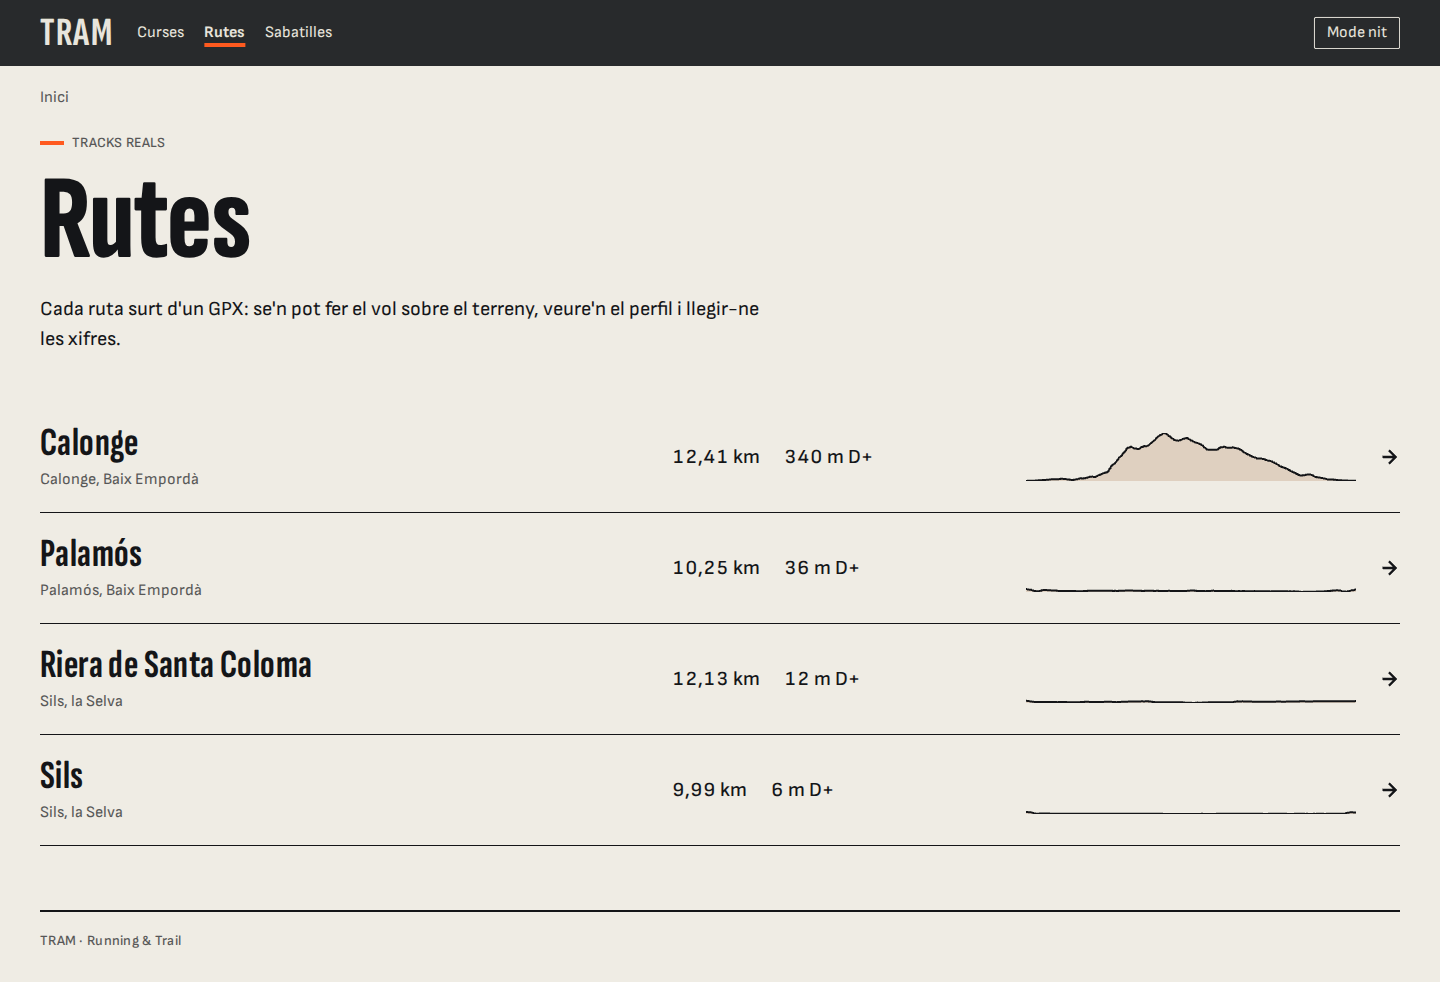 TRAM
Curses
Rutes
Sabatilles
Mode nit
Inici
TRACKS REALS
Rutes
Cada ruta surt d'un GPX: se'n pot fer el vol sobre el terreny, veure'n el perfil i llegir-ne
les xifres.
Calonge
Calonge, Baix Empordà
12,41 km
340 m D+
Palamós
Palamós, Baix Empordà
10,25 km
36 m D+
Riera de Santa Coloma
Sils, la Selva
12,13 km
12 m D+
Sils
Sils, la Selva
9,99 km
6 m D+
TRAM · Running & Trail